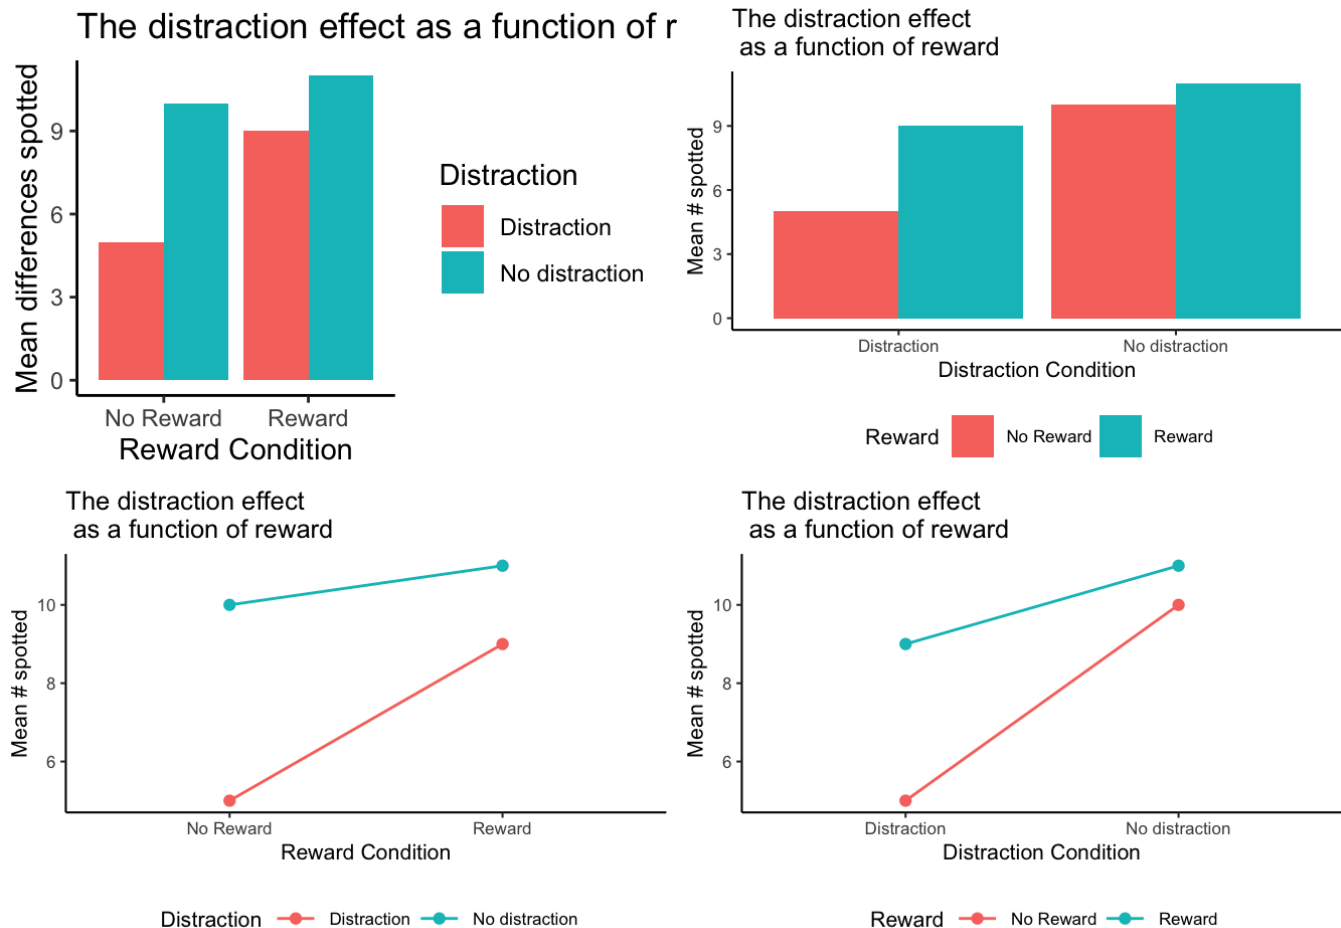 The distraction effect as a function of r
Mean differences spotted
9
6
3
0
No Reward
Reward
Reward Condition
Distraction
Distraction
No distraction
The distraction effect
as a function of reward
Mean # spotted
9
6
3
0
Distraction
No distraction
Distraction Condition
Reward
No Reward
Reward
The distraction effect
as a function of reward
Mean # spotted
10
8
6
No Reward
Reward
Reward Condition
Distraction
Distraction
No distraction
The distraction effect
as a function of reward
Mean # spotted
10
8
6
Distraction
No distraction
Distraction Condition
Reward
No Reward
Reward